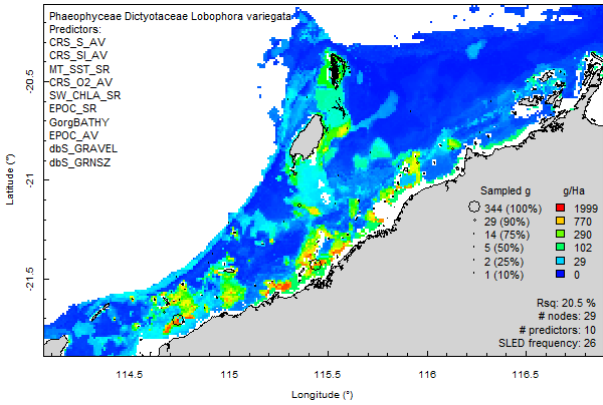 Phaeophyceae Dictyotaceae Lobophora variegata
Predictors:
CRS_S_AV
CRS_SI_AV
MT_SST_SR
CRS_O2_AV
SW_CHLA_SR
EPOC_SR
GorgBATHY
EPOC_AV
dbS_GRAVEL
dbS_GRNSZ
-20.5
-21
-21.5
Latitude (°)
Sampled g
344 (100%)
29 (90%)
14 (75%)
5 (50%)
2 (25%)
1 (10%)
g/Ha
1999
770
290
102
29
0
Rsq: 20.5 %
# nodes: 29
# predictors: 10
SLED frequency: 26
114.5
115
115.5
116
116.5
Longitude (°)